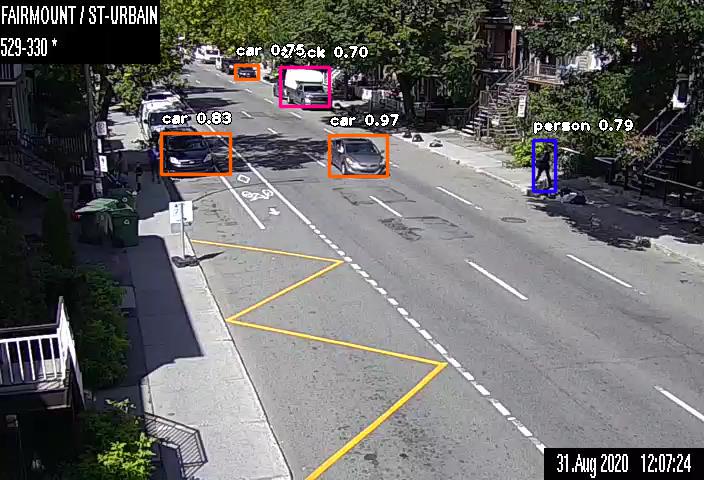 FAIRMOUNT / ST-URBAIN
529-330 *
car 0.75
truck 0.70
car 0.83
car 0.97
person 0.79
31.Aug 2020 12:07:24